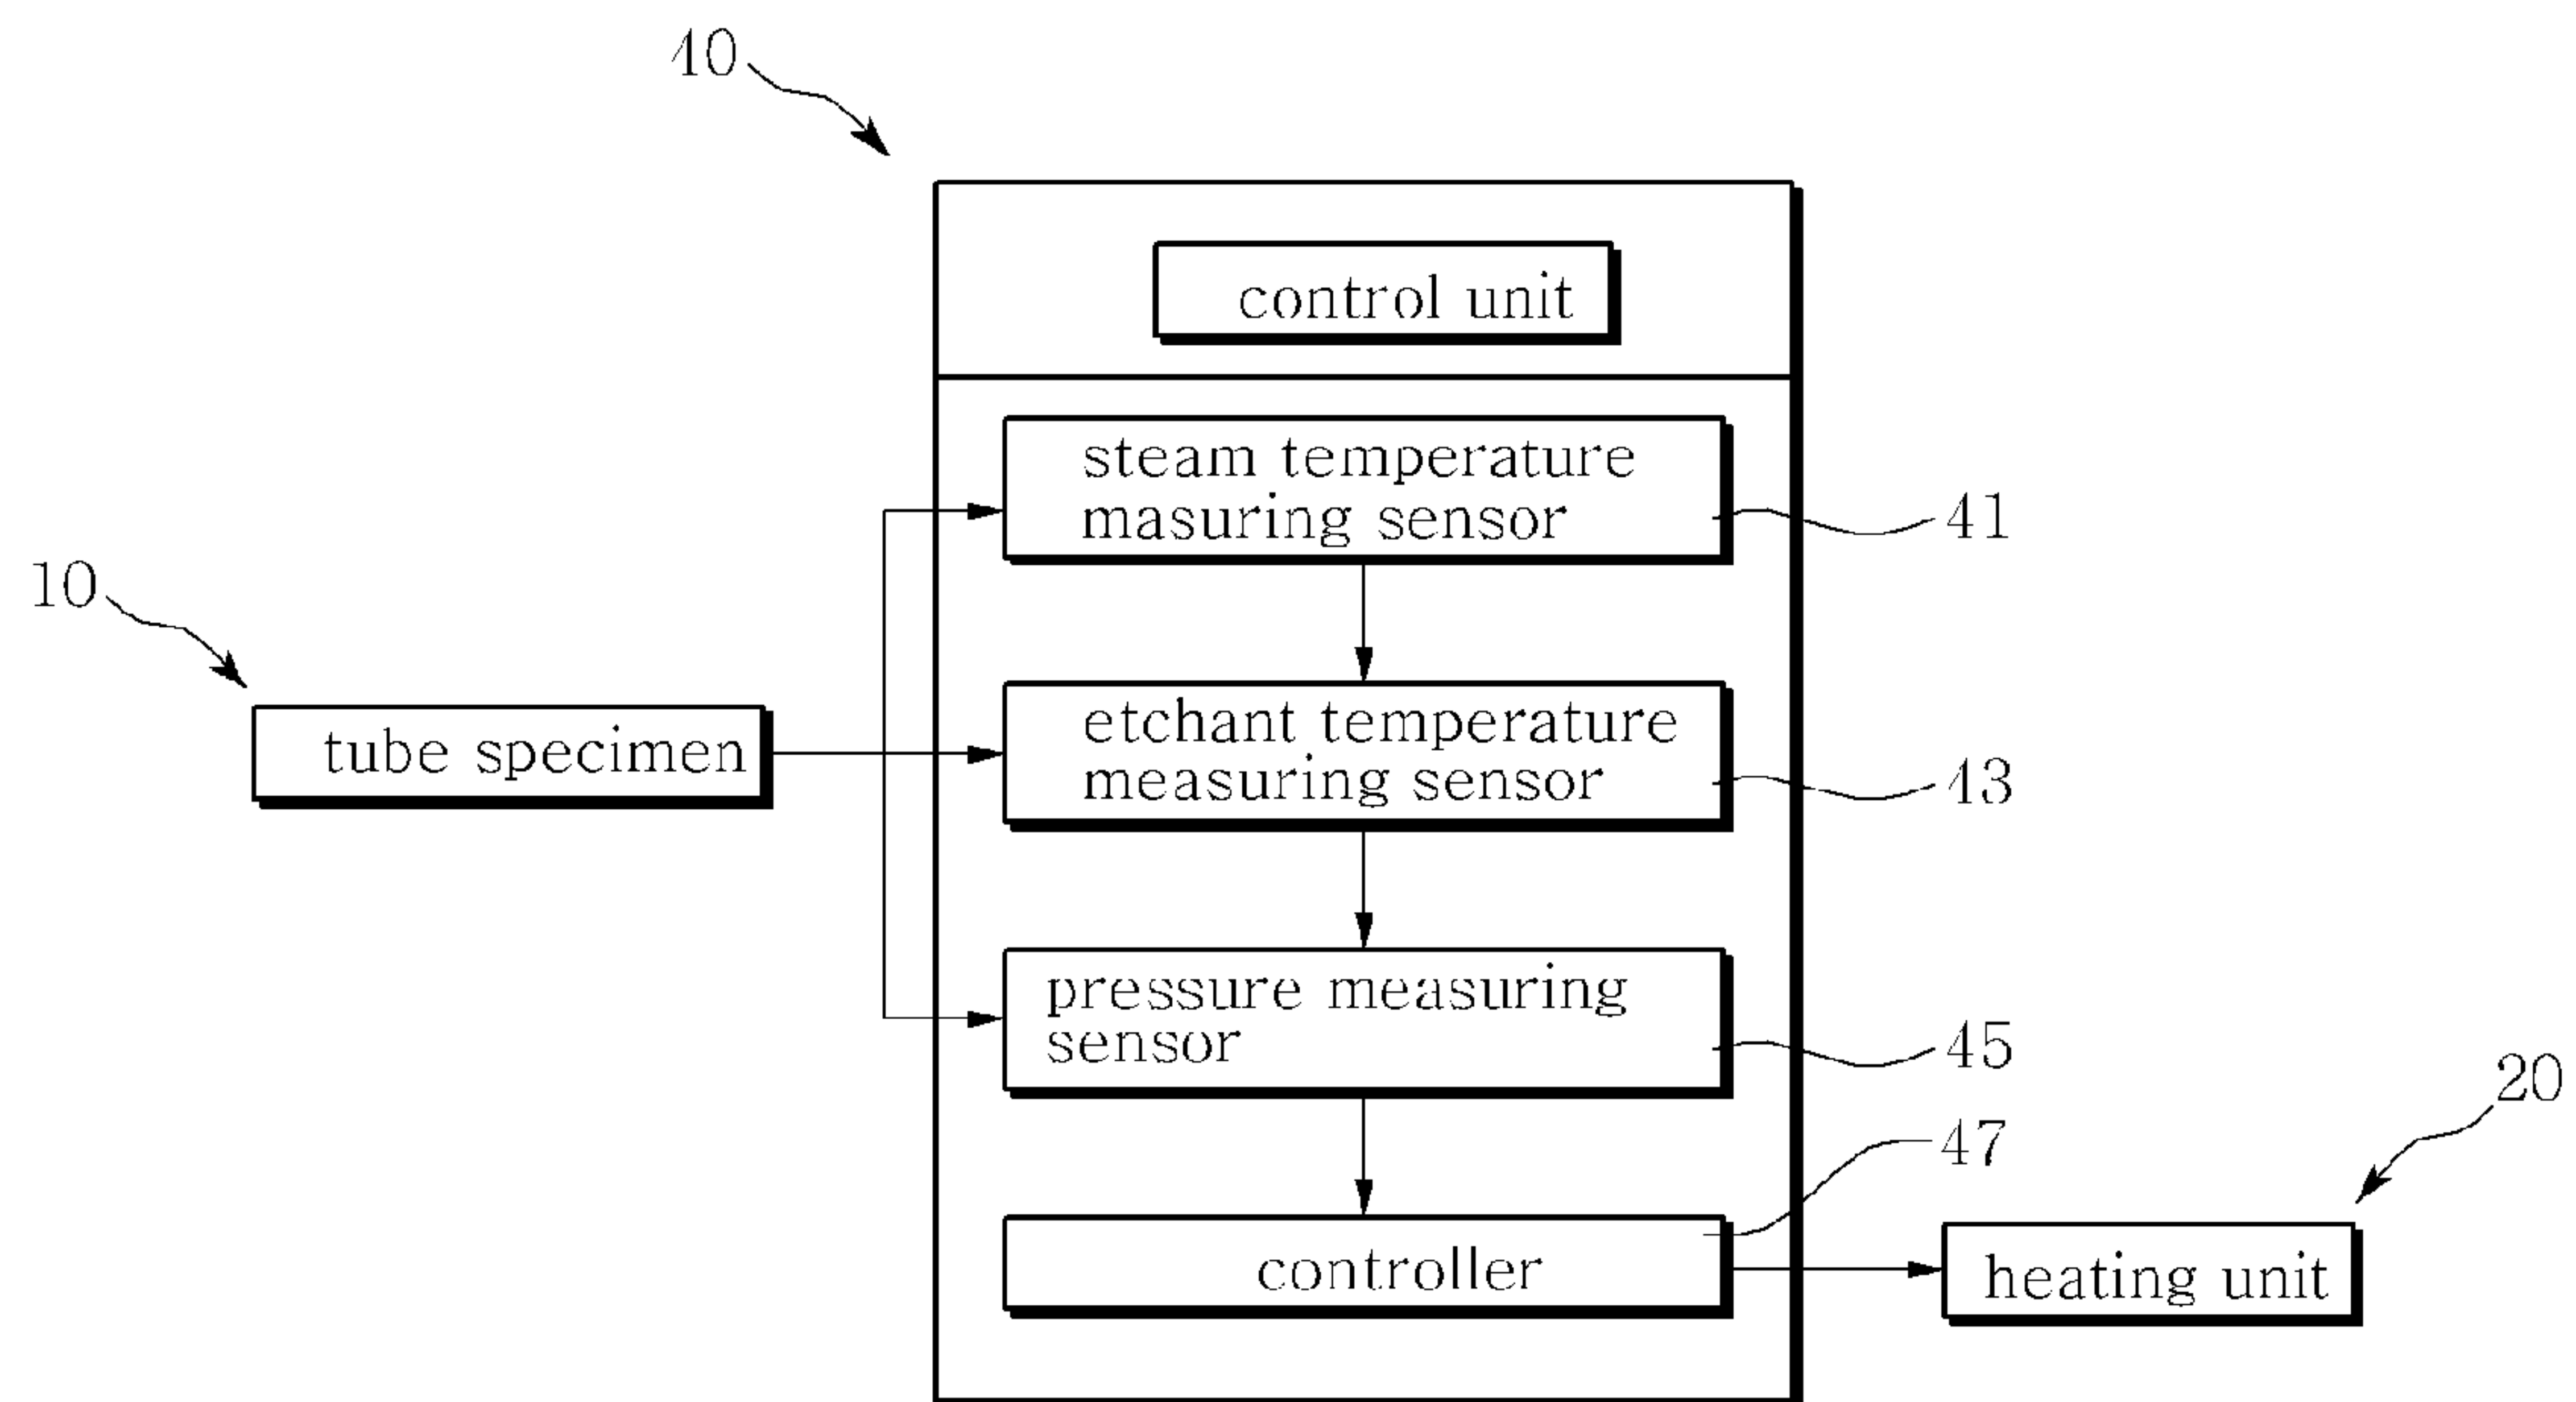 40
control unit
steam temperature
masuring sensor
41
10
tube specimen
etchant temperature
measuring sensor
43
pressure measuring
sensor
45
20
47
controller
heating unit